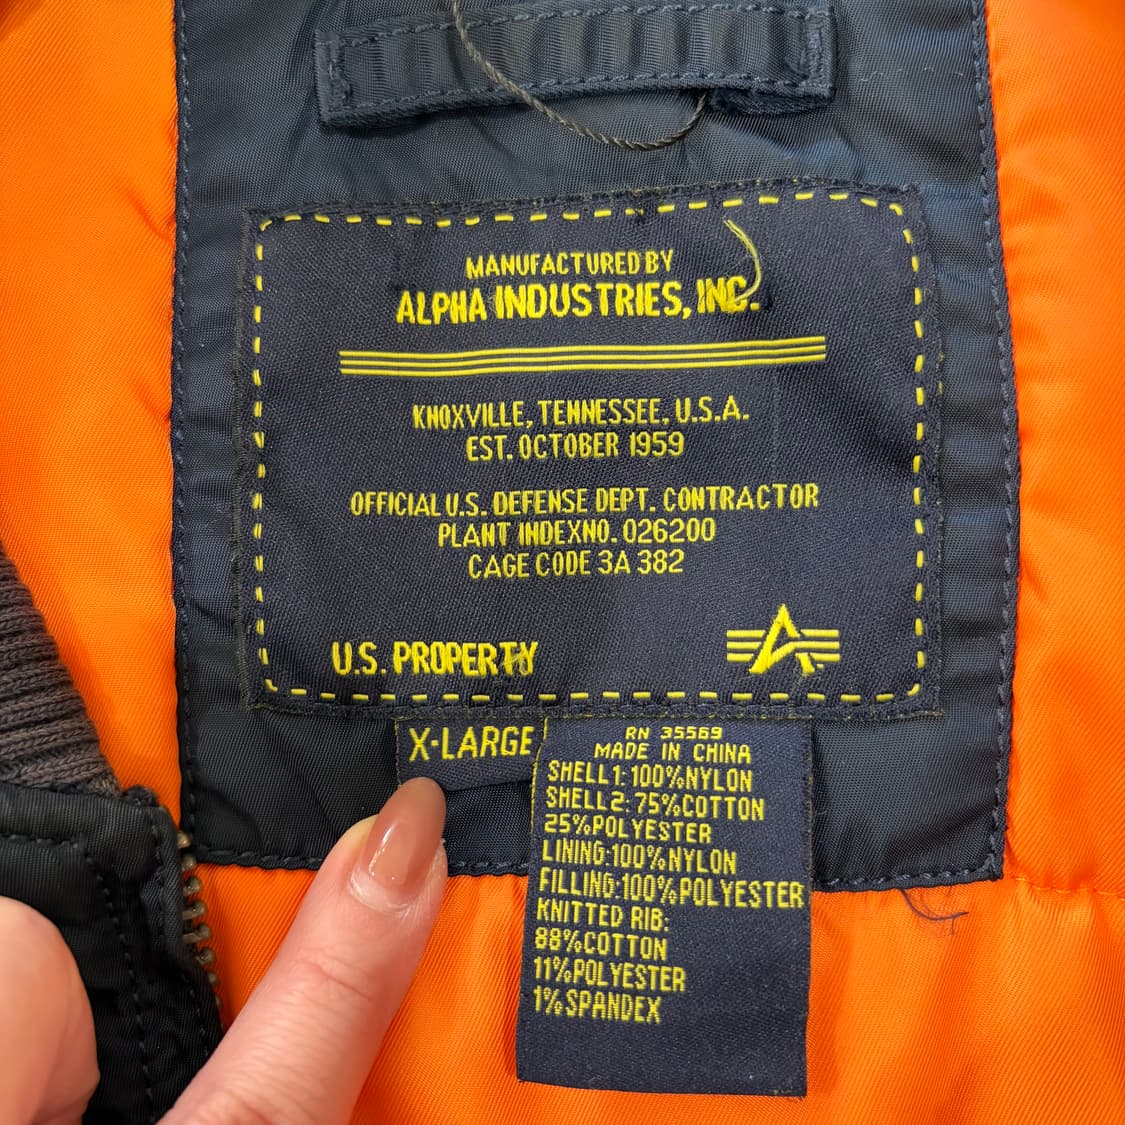 MANUFACTURED BY
ALPHA INDUSTRIES, INC.
KNOXVILLE, TENNESSEE, U.S.A.
EST. OCTOBER 1959
OFFICIAL U.S. DEFENSE DEPT. CONTRACTOR
PLANT INDEXNO. 026200
CAGE CODE 3A 382
U.S. PROPERTY
X-LARGE
RN 35569
MADE IN CHINA
SHELL1: 100%NYLON
SHELL2: 75%COTTON
25%POLYESTER
LINING:100%NYLON
FILLING:100%POLYESTER
KNITTED RIB:
88%COTTON
11%POLYESTER
1%SPANDEX